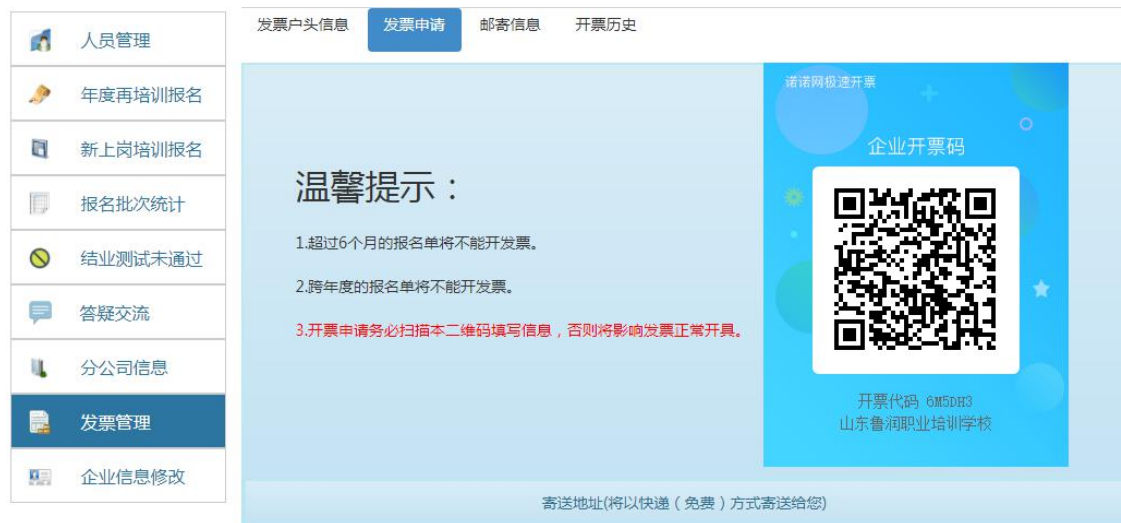 人员管理
年度再培训报名
新上岗培训报名
报名批次统计
结业测试未通过
答疑交流
分公司信息
发票管理
企业信息修改
发票户头信息 发票申请 邮寄信息 开票历史
温馨提示：
1.超过6个月的报名单将不能开发票。
2.跨年度的报名单将不能开发票。
3.开票申请务必扫描本二维码填写信息，否则将影响发票正常开具。
诺诺网极速开票
企业开票码
开票代码 6M5DH3
山东鲁润职业培训学校
寄送地址(将以快递（免费）方式寄送给您)